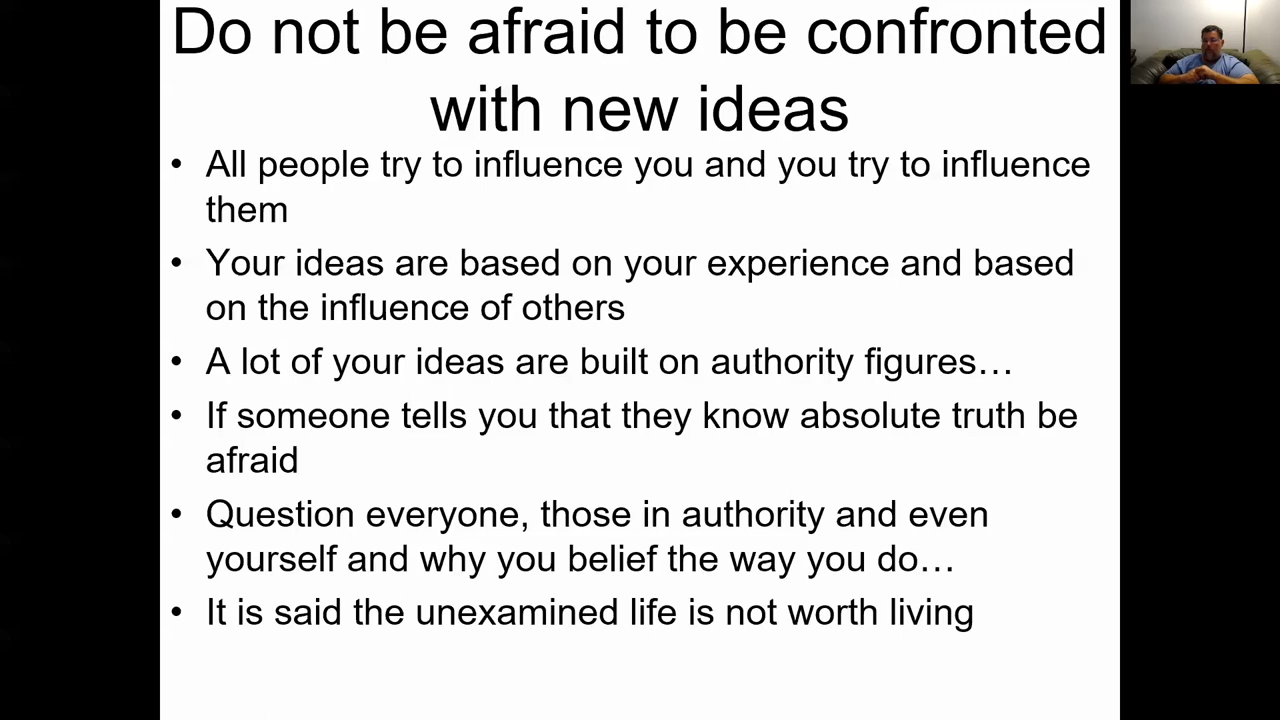 Do not be afraid to be confronted
with new ideas
• All people try to influence you and you try to influence
them
• Your ideas are based on your experience and based
on the influence of others
• A lot of your ideas are built on authority figures…
• If someone tells you that they know absolute truth be
afraid
• Question everyone, those in authority and even
yourself and why you belief the way you do…
• It is said the unexamined life is not worth living